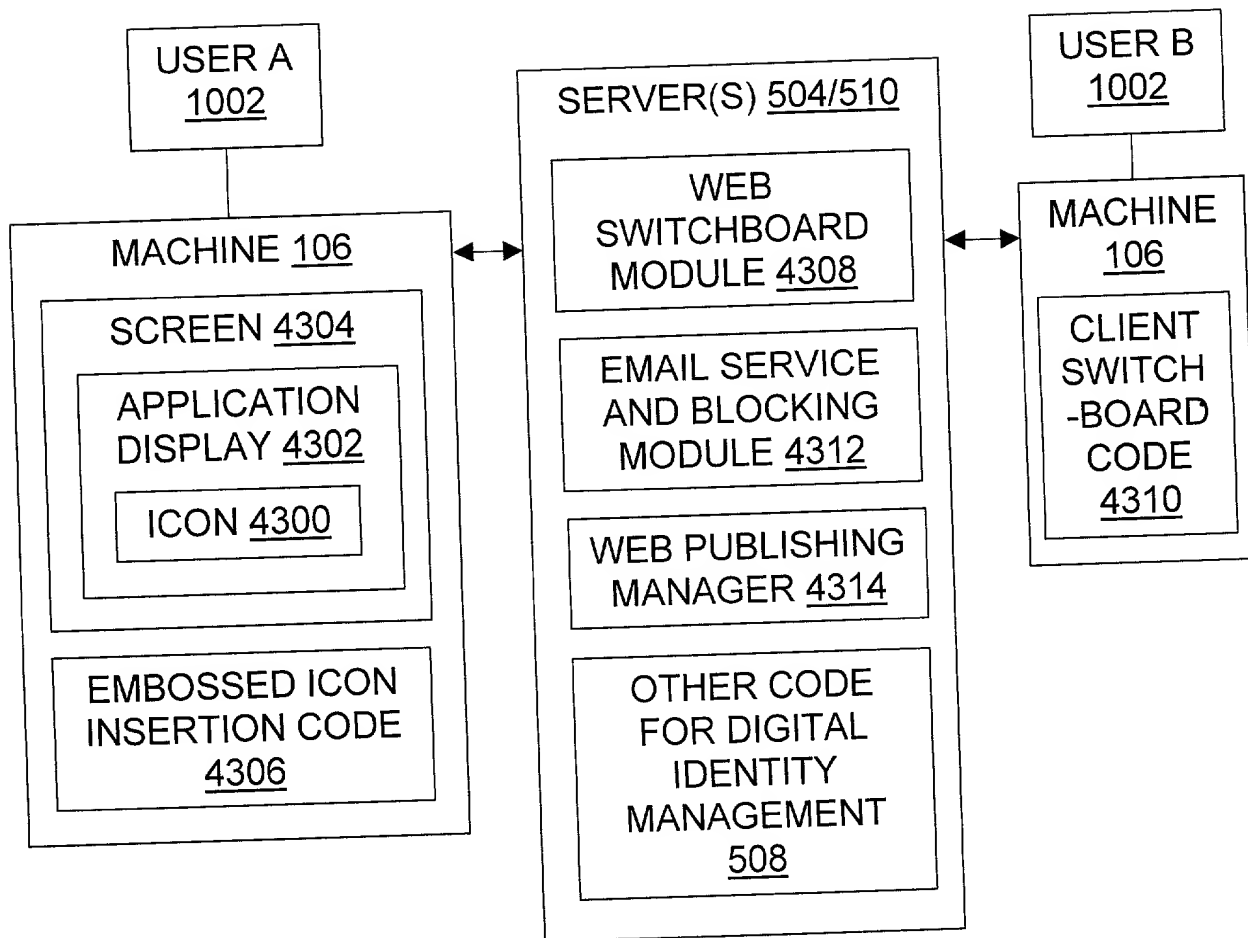 USER A
1002
MACHINE 106
SCREEN 4304
APPLICATION
DISPLAY 4302
ICON 4300
EMBOSSED ICON
INSERTION CODE
4306
SERVER(S) 504/510
WEB
SWITCHBOARD
MODULE 4308
EMAIL SERVICE
AND BLOCKING
MODULE 4312
WEB PUBLISHING
MANAGER 4314
OTHER CODE
FOR DIGITAL
IDENTITY
MANAGEMENT
508
USER B
1002
MACHINE
106
CLIENT
SWITCH
-BOARD
CODE
4310